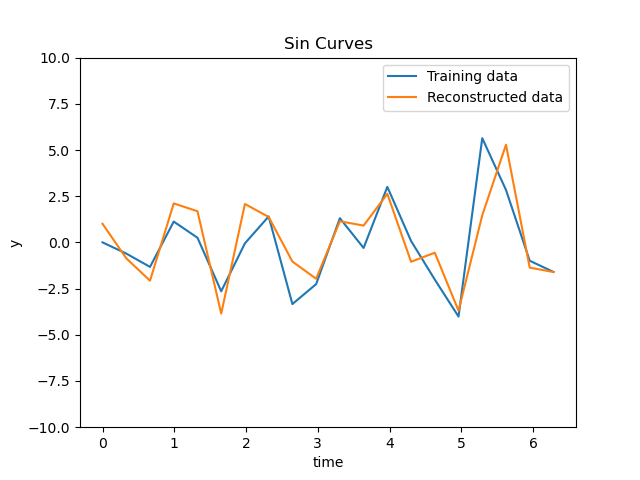 Sin Curves
Training data
Reconstructed data
10.0
7.5
5.0
2.5
0.0
−2.5
−5.0
−7.5
−10.0
y
0 1 2 3 4 5 6
time